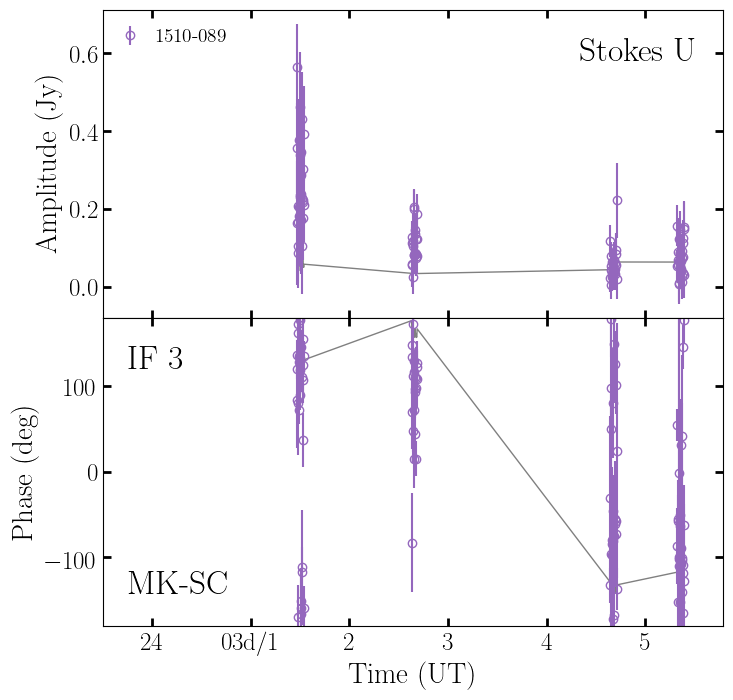 1510-089
Stokes U
Amplitude (Jy)
0.6
0.4
0.2
0.0
IF 3
MK-SC
Phase (deg)
100
0
−100
24 03d/1 2 3 4 5
Time (UT)